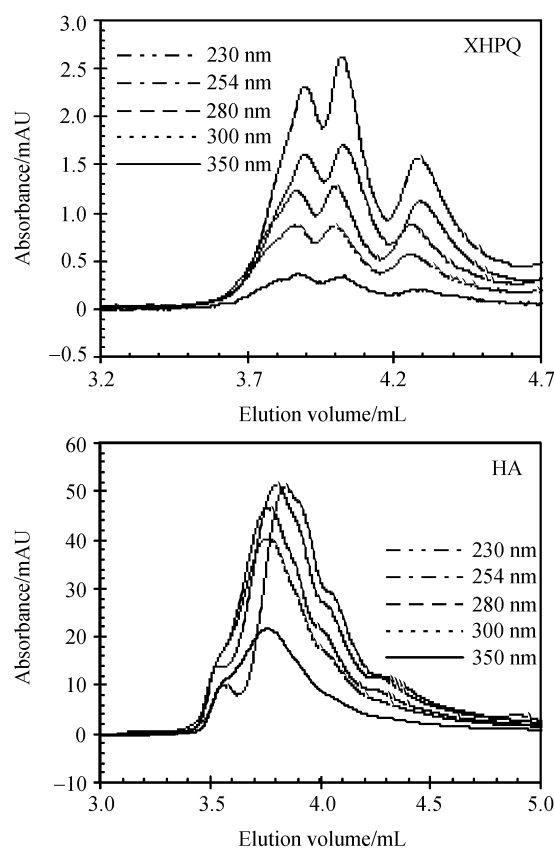 XHPQ
3.0
2.5
2.0
1.5
1.0
0.5
0
−0.5
Absorbance/mAU
230 nm
254 nm
280 nm
300 nm
350 nm
3.2 3.7 4.2 4.7
Elution volume/mL
HA
60
50
40
30
20
10
0
−10
Absorbance/mAU
230 nm
254 nm
280 nm
300 nm
350 nm
3.0 3.5 4.0 4.5 5.0
Elution volume/mL